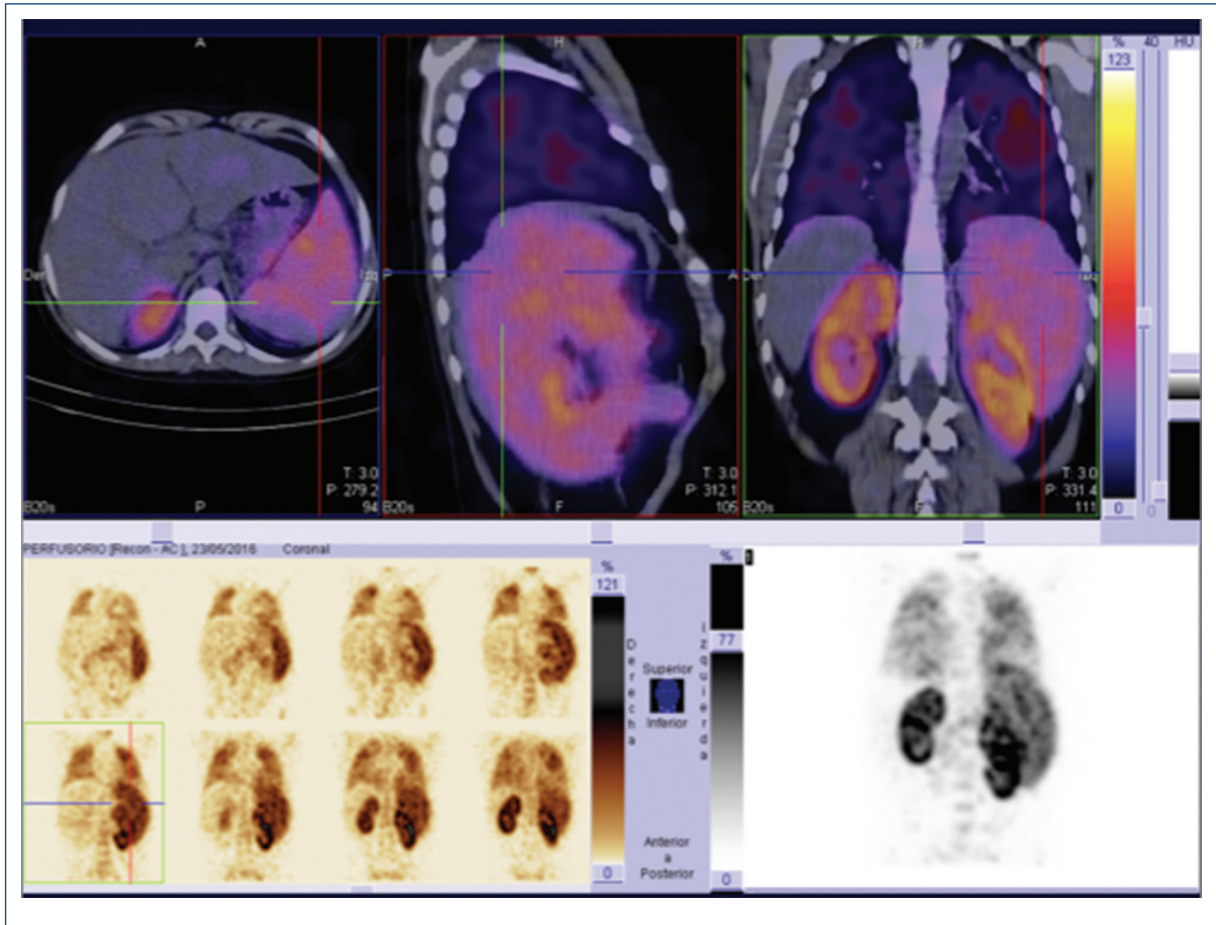 A
H
H
% 40 HU
123
Der
Izq
P
A
Der
Izq
T: 3.0
P: 279.2
B20s
P
94
T: 3.0
P: 312.1
B20s
F
105
T: 3.0
P: 331.4
B20s
F
111
0
0
PERFUSORIO [Recon - AC ], 23/05/2016 Coronal
%
121
Derecha
Superior
Inferior
Izquierda
Anterior
a
Posterior
0
%
77
0